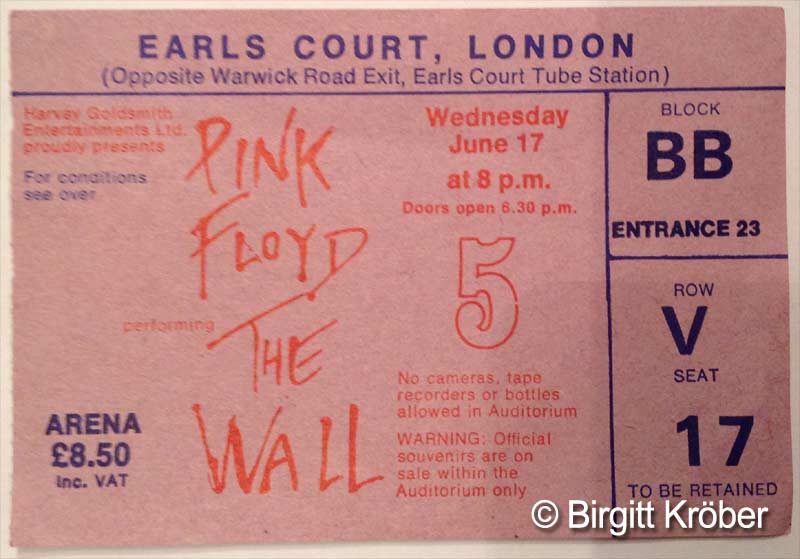 EARLS COURT, LONDON
(Opposite Warwick Road Exit, Earls Court Tube Station)
Harvey Goldsmith
Entertainments Ltd.
proudly presents
For conditions
see over
PINK
FLOYD
performing
THE
WALL
ARENA
£8.50
Inc. VAT
Wednesday
June 17
at 8 p.m.
Doors open 6.30 p.m.
5
No cameras, tape
recorders or bottles
allowed in Auditorium
WARNING: Official
souvenirs are on
sale within the
Auditorium only
BLOCK
BB
ENTRANCE 23
ROW
V
SEAT
17
TO BE RETAINED
© Birgitt Kröber